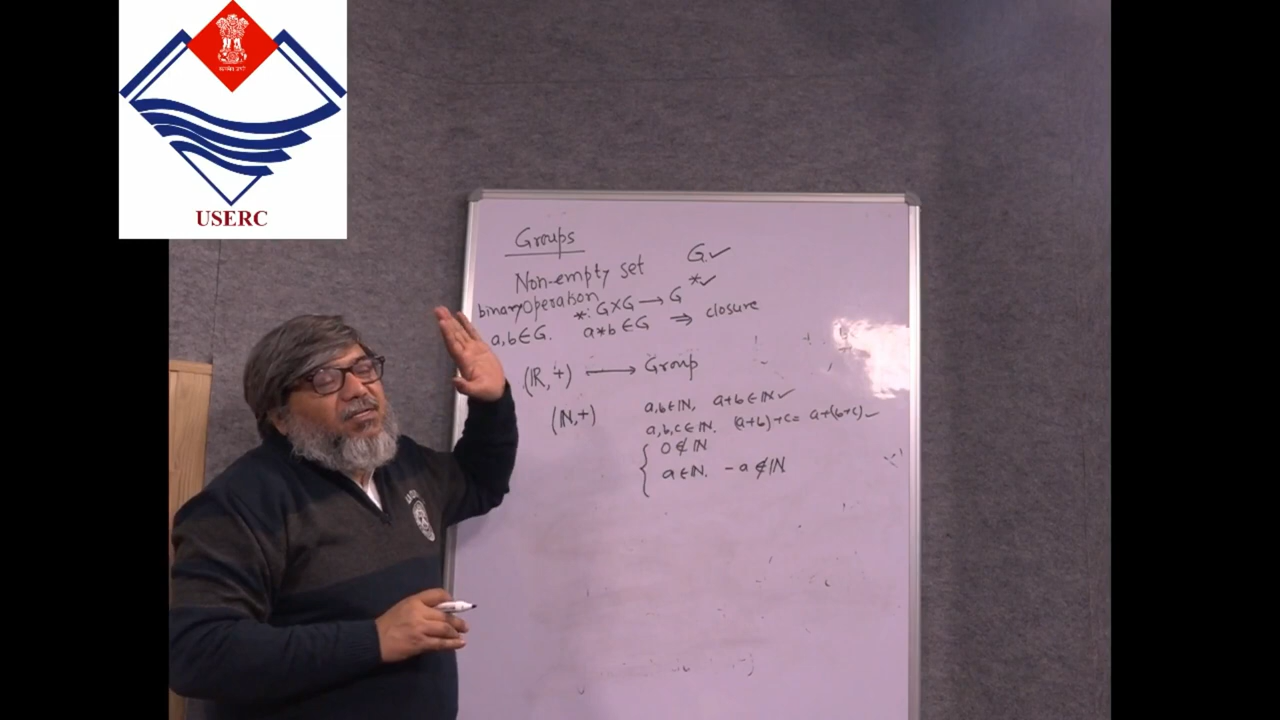 USERC
Groups
Non-empty set G ✓
binary operation *: G×G → G *✓
a,b∈G. a*b∈G ⇒ closure
(ℝ,+) → Group
(ℕ,+) a,b∈ℕ, a+b∈ℕ ✓
a,b,c∈ℕ. (a+b)+c= a+(b+c) ✓
0∉ℕ
a∈ℕ. -a∉ℕ